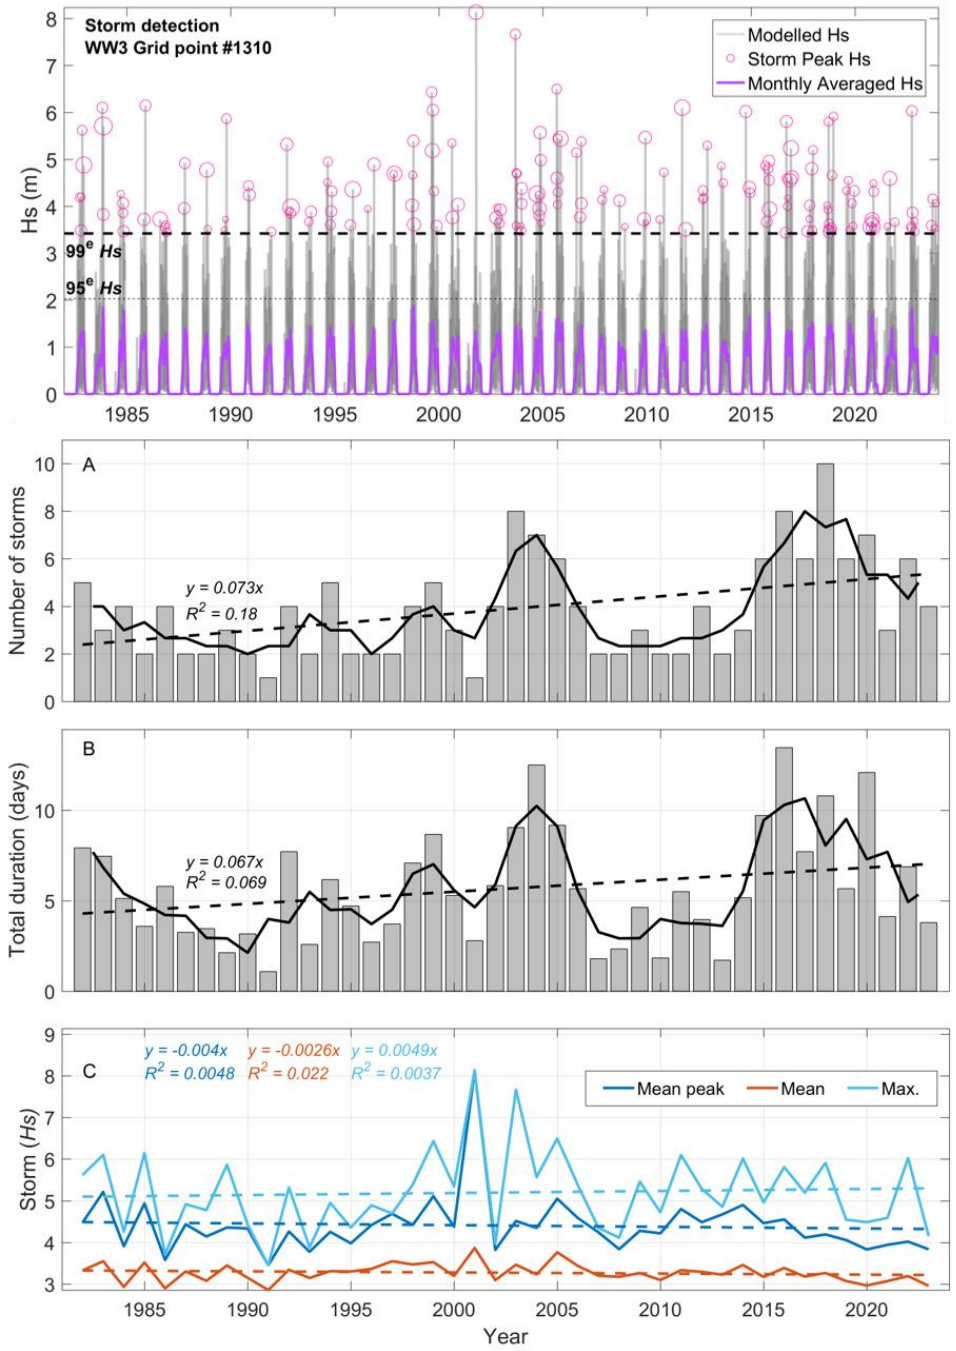 Storm detection
WW3 Grid point #1310
Modelled Hs
Storm Peak Hs
Monthly Averaged Hs
Hs (m)
8
7
6
5
4
3
2
1
0
99e Hs
95e Hs
1985 1990 1995 2000 2005 2010 2015 2020
A
Number of storms
10
8
6
4
2
0
y = 0.073x
R2 = 0.18
B
Total duration (days)
10
5
0
y = 0.067x
R2 = 0.069
C
Storm (Hs)
9
8
7
6
5
4
3
y = -0.004x y = -0.0026x y = 0.0049x
R2 = 0.0048 R2 = 0.022 R2 = 0.0037
Mean peak Mean Max.
1985 1990 1995 2000 2005 2010 2015 2020
Year